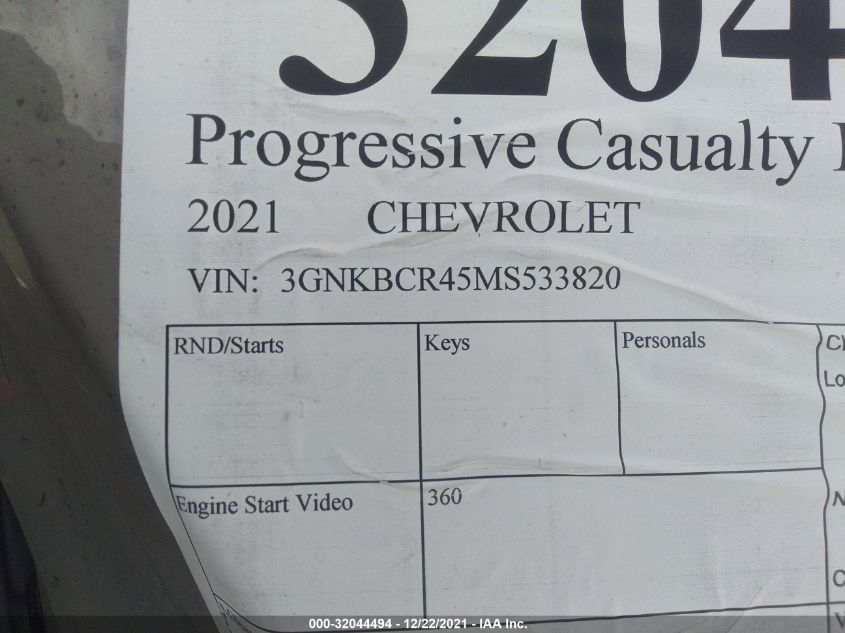 3204
Progressive Casualty
2021 CHEVROLET
VIN: 3GNKBCR45MS533820
RND/Starts Keys Personals
Engine Start Video 360
000-32044494 - 12/22/2021 - IAA Inc.